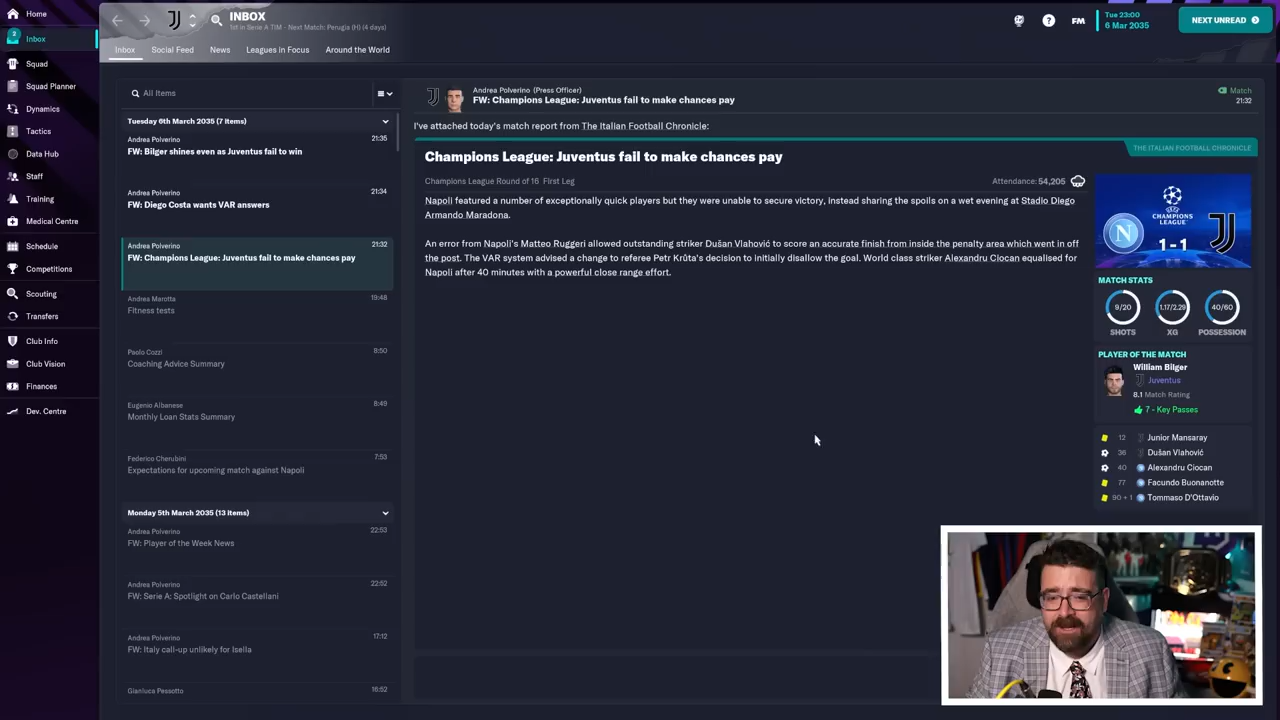 Home
Inbox
2
Squad
Squad Planner
Dynamics
Tactics
Data Hub
Staff
Training
Medical Centre
Schedule
Competitions
Scouting
Transfers
Club Info
Club Vision
Finances
Dev. Centre
INBOX
1st in Serie A TIM - Next Match: Perugia (H) (4 days)
FM
Tue 23:00
6 Mar 2035
NEXT UNREAD
Inbox
Social Feed
News
Leagues in Focus
Around the World
All Items
Tuesday 6th March 2035 (7 Items)
Andrea Polverino 21:35
FW: Bilger shines even as Juventus fail to win
Andrea Polverino 21:34
FW: Diego Costa wants VAR answers
Andrea Polverino 21:32
FW: Champions League: Juventus fail to make chances pay
Andrea Marotta 19:48
Fitness tests
Paolo Cozzi 8:50
Coaching Advice Summary
Eugenio Albanese 8:49
Monthly Loan Stats Summary
Federico Cherubini 7:53
Expectations for upcoming match against Napoli
Monday 5th March 2035 (13 Items)
Andrea Polverino 22:53
FW: Player of the Week News
Andrea Polverino 22:52
FW: Serie A: Spotlight on Carlo Castellani
Andrea Polverino 17:12
FW: Italy call-up unlikely for Isella
Gianluca Pessotto 16:52
Andrea Polverino (Press Officer)
FW: Champions League: Juventus fail to make chances pay
Match
21:32
I've attached today's match report from The Italian Football Chronicle:
THE ITALIAN FOOTBALL CHRONICLE
Champions League: Juventus fail to make chances pay
Champions League Round of 16 First Leg
Attendance: 54,205
Napoli featured a number of exceptionally quick players but they were unable to secure victory, instead sharing the spoils on a wet evening at Stadio Diego
Armando Maradona.
An error from Napoli's Matteo Ruggeri allowed outstanding striker Dušan Vlahović to score an accurate finish from inside the penalty area which went in off
the post. The VAR system advised a change to referee Petr Krůta's decision to initially disallow the goal. World class striker Alexandru Ciocan equalised for
Napoli after 40 minutes with a powerful close range effort.
CHAMPIONS
LEAGUE
N
1 - 1
MATCH STATS
9/20
1.17/2.29
40/60
SHOTS
XG
POSSESSION
PLAYER OF THE MATCH
William Bilger
Juventus
8.1 Match Rating
7 - Key Passes
12 Junior Mansaray
36 Dušan Vlahović
40 Alexandru Ciocan
77 Facundo Buonanotte
90 + 1 Tommaso D'Ottavio